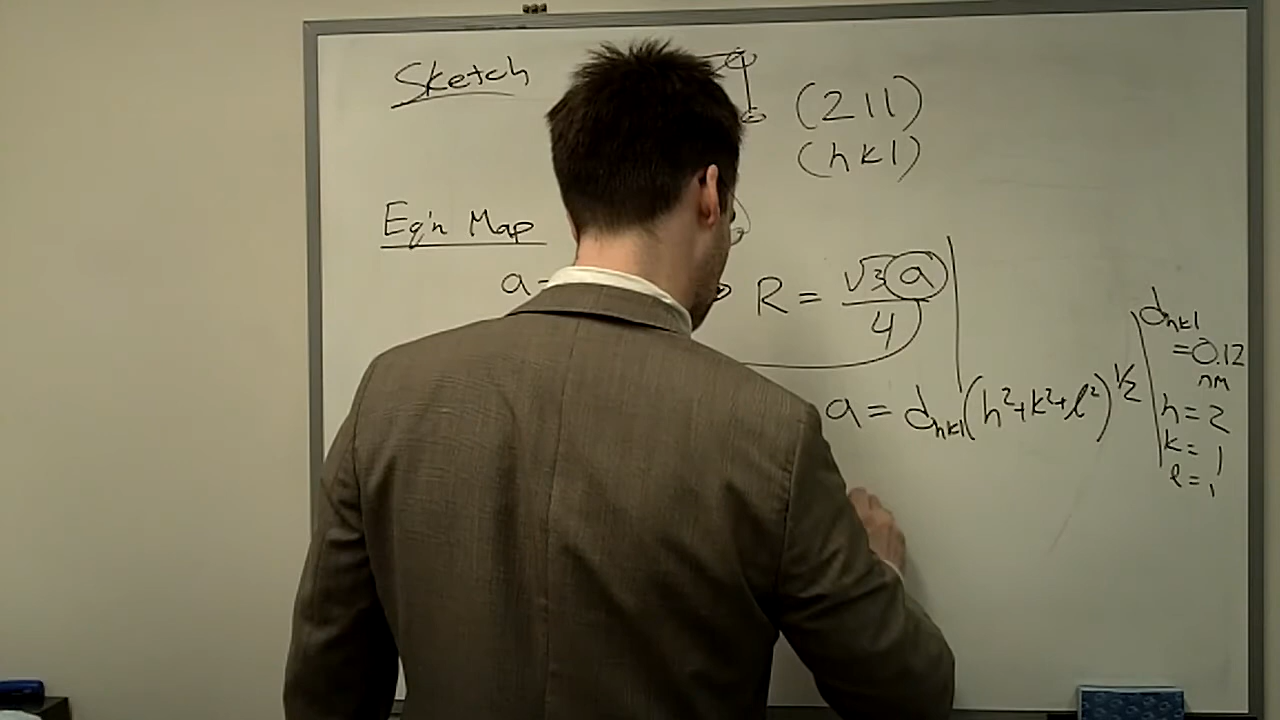 Sketch
(211)
(hkl)
Eq'n Map
a=
R = √3a/4
a = d_hkl (h²+k²+l²)^1/2
d_hkl
=0.12
nm
h=2
k=1
l=1